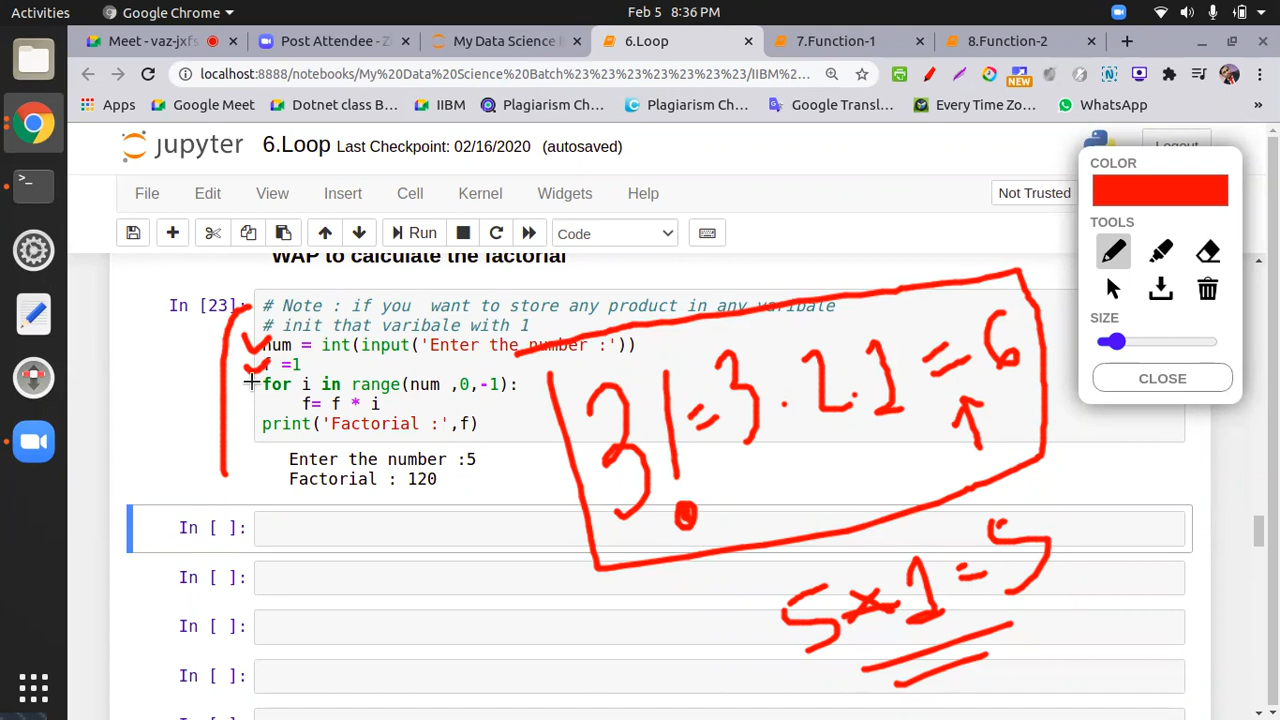 Activities Google Chrome Feb 5 8:36 PM
Meet - vaz-jxfs Post Attendee - Z My Data Science 6.Loop 7.Function-1 8.Function-2
localhost:8888/notebooks/My%20Data%20Science%20Batch%23%23%23%23%23%23/IIBM%2... NEW
Apps Google Meet Dotnet class B... IIBM Plagiarism Ch... Plagiarism Ch... Google Transl... Every Time Zo... WhatsApp
jupyter 6.Loop Last Checkpoint: 02/16/2020 (autosaved) Logout
File Edit View Insert Cell Kernel Widgets Help Not Trusted
Run Code
WAP to calculate the factorial
In [23]: # Note : if you want to store any product in any varibale
# init that varibale with 1
num = int(input('Enter the number :'))
f =1
for i in range(num ,0,-1):
f= f * i
print('Factorial :',f)
Enter the number :5
Factorial : 120
In [ ]:
In [ ]:
In [ ]:
In [ ]:
3!=3.2.1=6
5*1=5
COLOR
TOOLS
SIZE
CLOSE